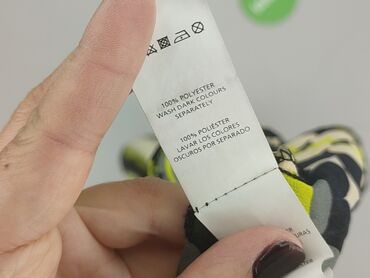 100% POLYESTER
WASH DARK COLOURS
SEPARATELY
100% POLIÉSTER
LAVAR LOS COLORES
OSCUROS POR SEPARADO